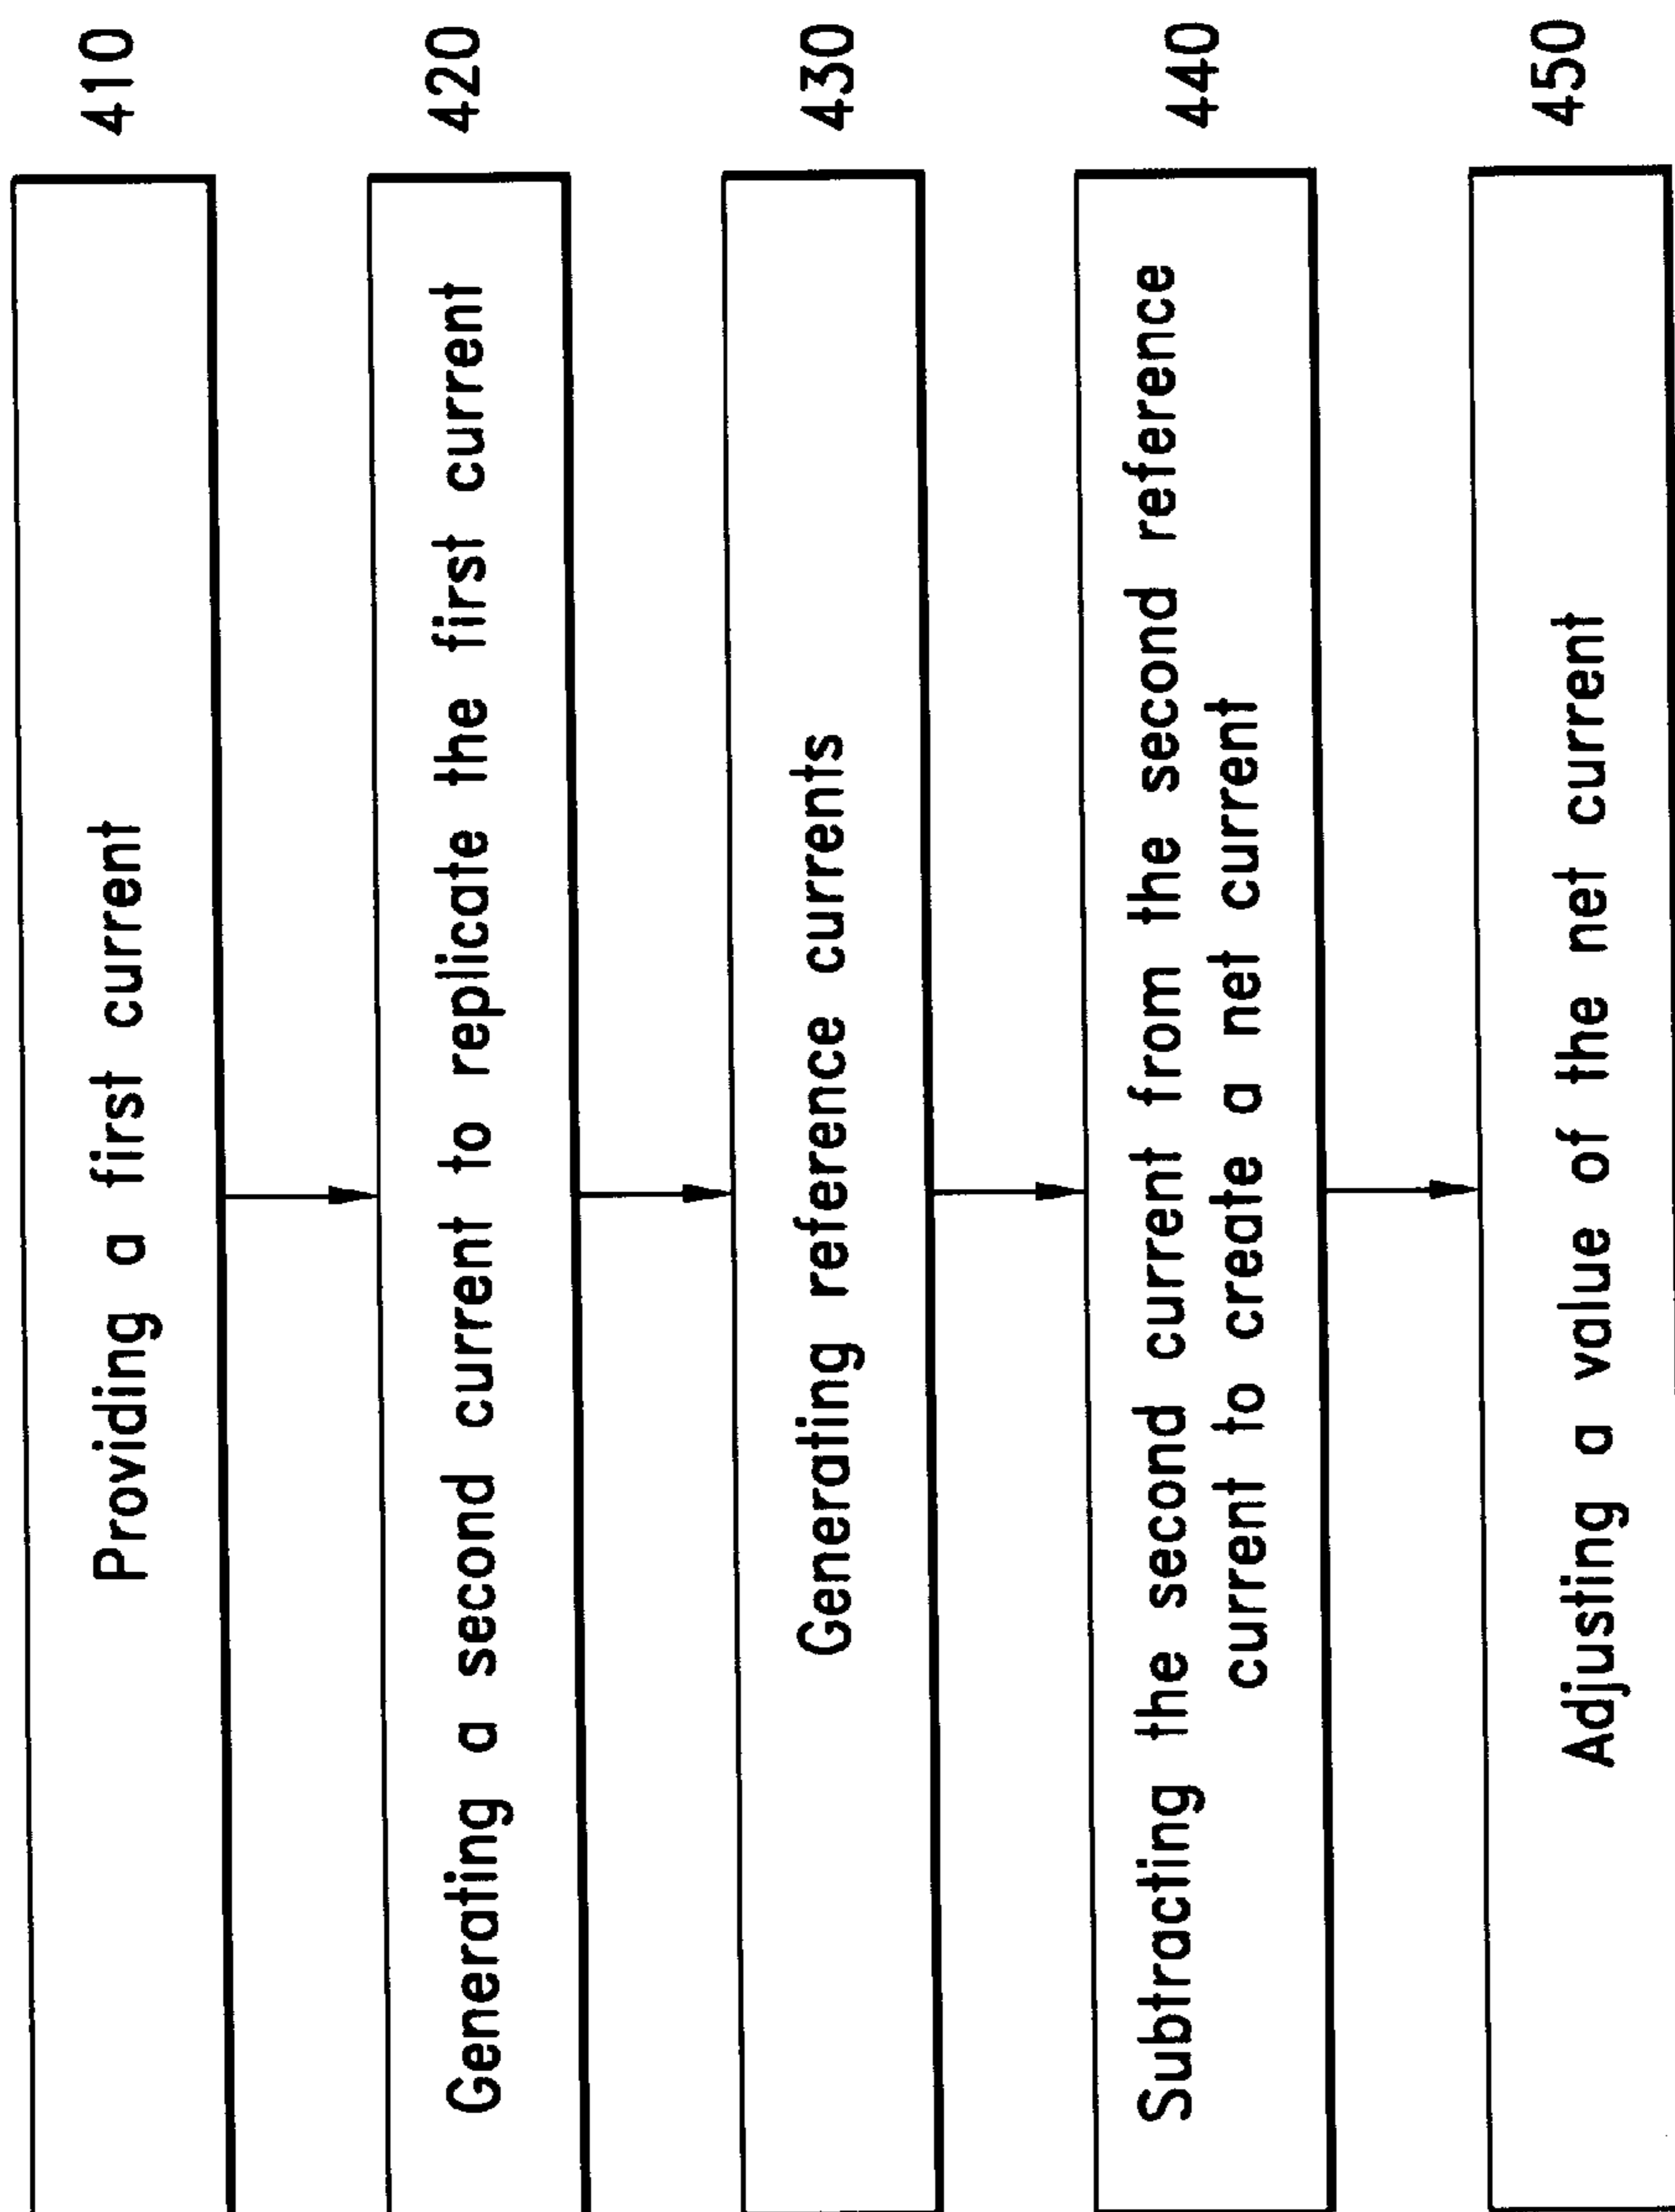 Providing a first current 410
Generating a second current to replicate the first current 420
Generating reference currents 430
Subtracting the second current from the second reference 440
current to create a net current
Adjusting a value of the net current 450